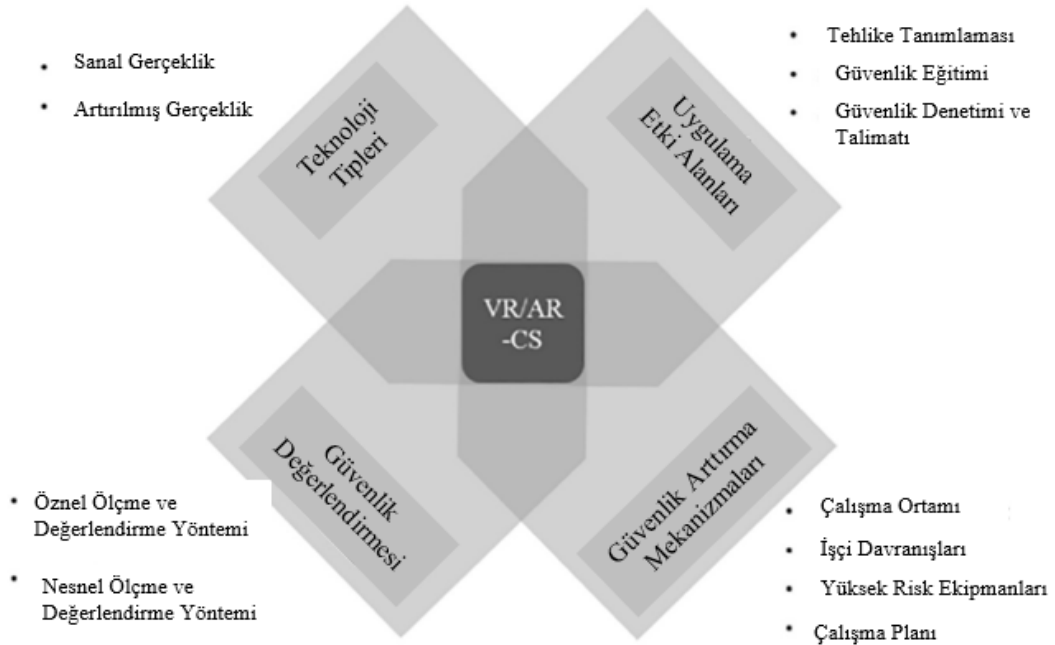 • Sanal Gerçeklik
• Artırılmış Gerçeklik
Teknoloji
Tipleri
• Tehlike Tanımlaması
• Güvenlik Eğitimi
• Güvenlik Denetimi ve
Talimatı
Uygulama
Etki Alanları
VR/AR
-CS
• Öznel Ölçme ve
Değerlendirme Yöntemi
• Nesnel Ölçme ve
Değerlendirme Yöntemi
Güvenlik
Değerlendirmesi
Güvenlik Arttırma
Mekanizmaları
• Çalışma Ortamı
• İşçi Davranışları
• Yüksek Risk Ekipmanları
• Çalışma Planı